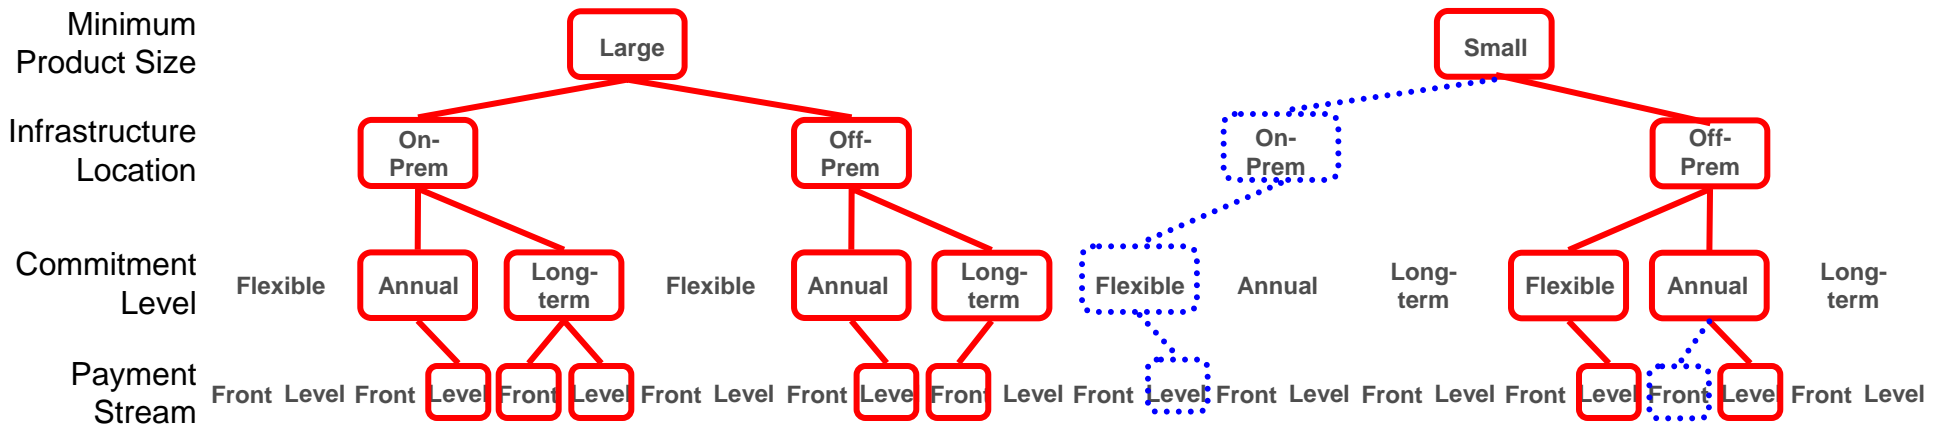 Minimum
Product Size
Large
Small
Infrastructure
Location
On-
Prem
Off-
Prem
On-
Prem
Off-
Prem
Commitment
Level
Flexible
Annual
Long-
term
Flexible
Annual
Long-
term
Flexible
Annual
Long-
term
Flexible
Annual
Long-
term
Payment
Stream
Front Level Front Level Front Level Front Level Front Level Front Level Front Level Front Level Front Level Front Level Front Level Front Level